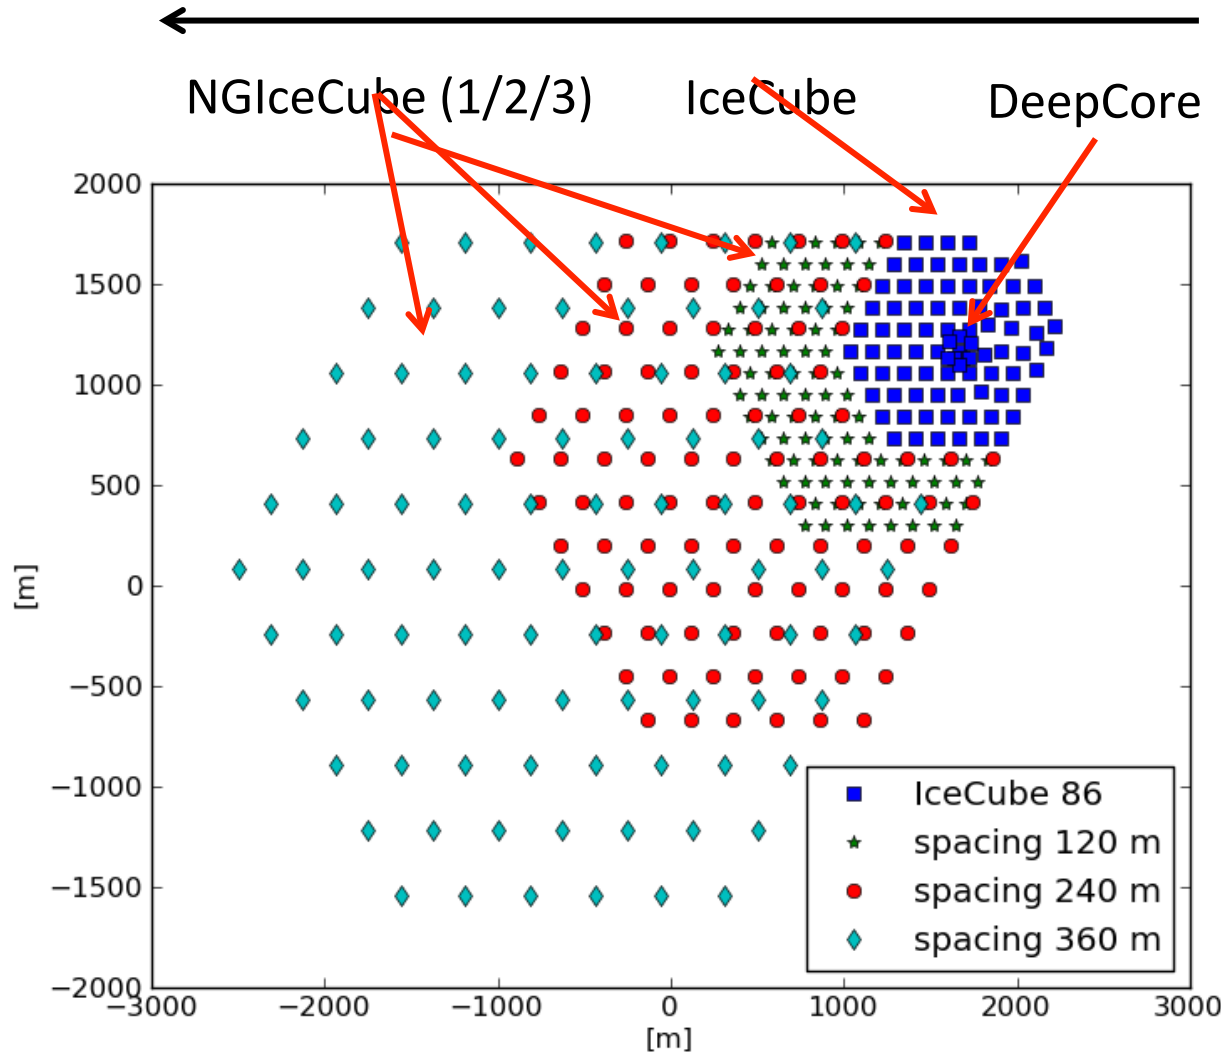 NGIceCube (1/2/3) IceCube DeepCore
2000
1500
1000
500
0
−500
−1000
−1500
−2000
[m]
−3000 −2000 −1000 0 1000 2000 3000
[m]
IceCube 86
spacing 120 m
spacing 240 m
spacing 360 m